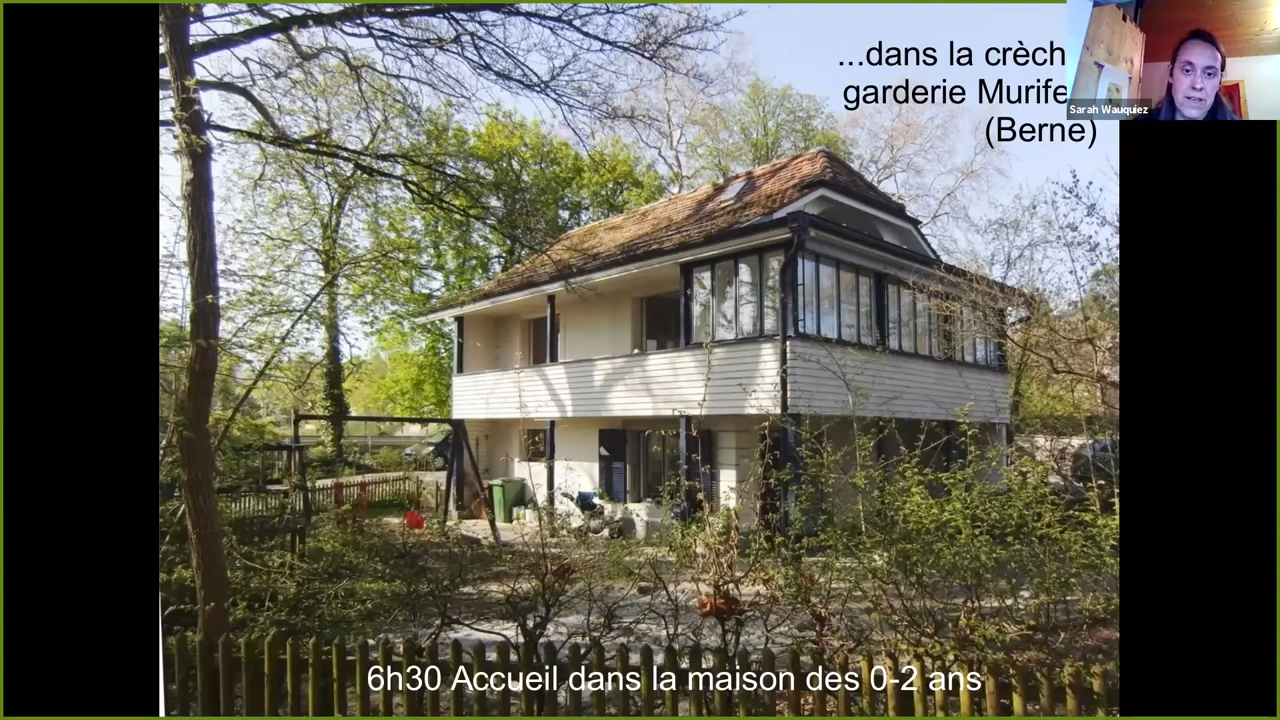 ...dans la crèch
garderie Murife
(Berne)
Sarah Wauquiez
6h30 Accueil dans la maison des 0-2 ans